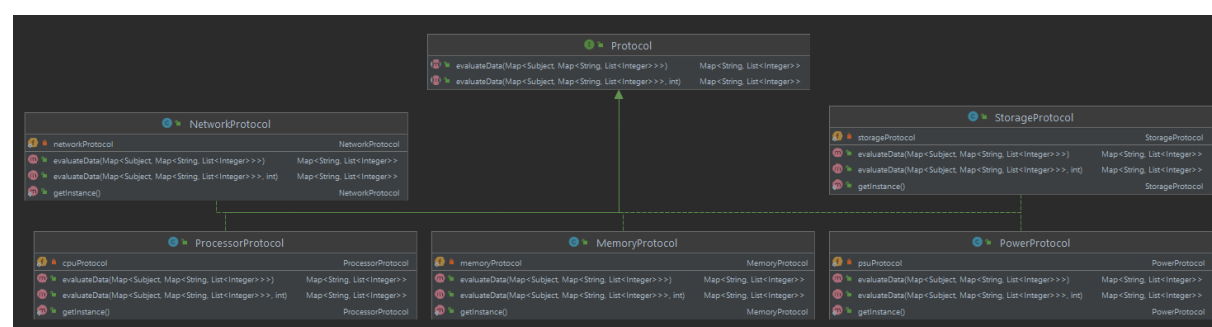 Protocol
evaluateData(Map<Subject, Map<String, List<Integer>>>) Map<String, List<Integer>>
evaluateData(Map<Subject, Map<String, List<Integer>>>, int) Map<String, List<Integer>>
NetworkProtocol
networkProtocol NetworkProtocol
evaluateData(Map<Subject, Map<String, List<Integer>>>) Map<String, List<Integer>>
evaluateData(Map<Subject, Map<String, List<Integer>>>, int) Map<String, List<Integer>>
getInstance() NetworkProtocol
StorageProtocol
storageProtocol StorageProtocol
evaluateData(Map<Subject, Map<String, List<Integer>>>) Map<String, List<Integer>>
evaluateData(Map<Subject, Map<String, List<Integer>>>, int) Map<String, List<Integer>>
getInstance() StorageProtocol
ProcessorProtocol
cpuProtocol ProcessorProtocol
evaluateData(Map<Subject, Map<String, List<Integer>>>) Map<String, List<Integer>>
evaluateData(Map<Subject, Map<String, List<Integer>>>, int) Map<String, List<Integer>>
getInstance() ProcessorProtocol
MemoryProtocol
memoryProtocol MemoryProtocol
evaluateData(Map<Subject, Map<String, List<Integer>>>) Map<String, List<Integer>>
evaluateData(Map<Subject, Map<String, List<Integer>>>, int) Map<String, List<Integer>>
getInstance() MemoryProtocol
PowerProtocol
psuProtocol PowerProtocol
evaluateData(Map<Subject, Map<String, List<Integer>>>) Map<String, List<Integer>>
evaluateData(Map<Subject, Map<String, List<Integer>>>, int) Map<String, List<Integer>>
getInstance() PowerProtocol